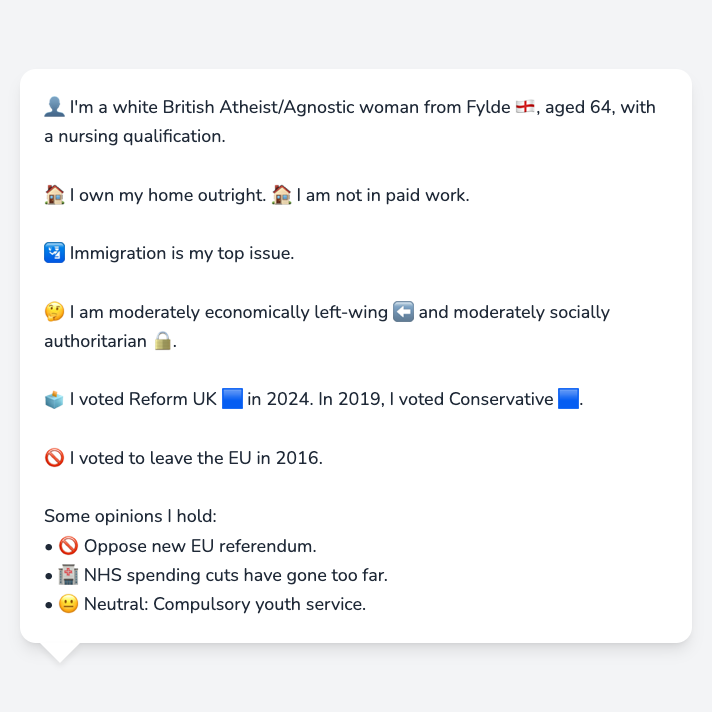 👤 I'm a white British Atheist/Agnostic woman from Fylde 🏴󠁧󠁢󠁥󠁮󠁧󠁿, aged 64, with
a nursing qualification.
🏠 I own my home outright. 🏠 I am not in paid work.
🛂 Immigration is my top issue.
🤔 I am moderately economically left-wing ⬅️ and moderately socially
authoritarian 🔒.
🗳️ I voted Reform UK 🟦 in 2024. In 2019, I voted Conservative 🟦.
🚫 I voted to leave the EU in 2016.
Some opinions I hold:
• 🚫 Oppose new EU referendum.
• 🏥 NHS spending cuts have gone too far.
• 😐 Neutral: Compulsory youth service.